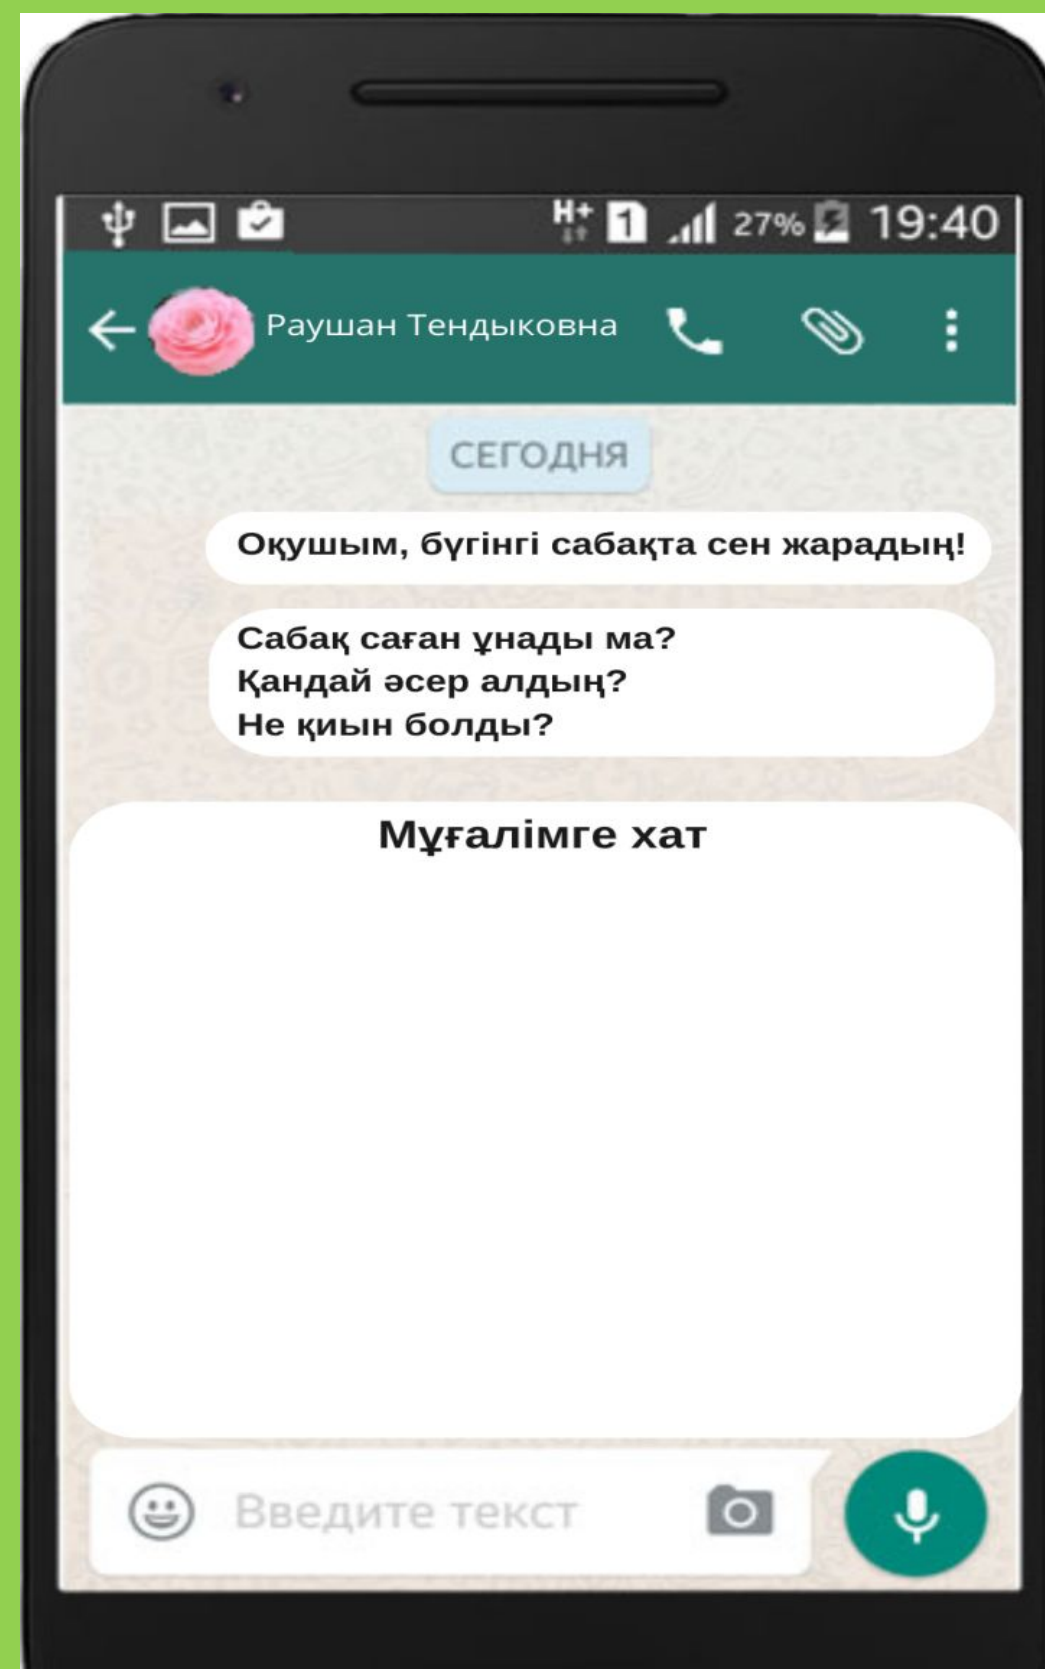 H+ 1 27% 19:40
Раушан Тендыковна
СЕГОДНЯ
Оқушым, бүгінгі сабақта сен жарадың!
Сабақ саған ұнады ма?
Қандай әсер алдың?
Не қиын болды?
Мұғалімге хат
Введите текст